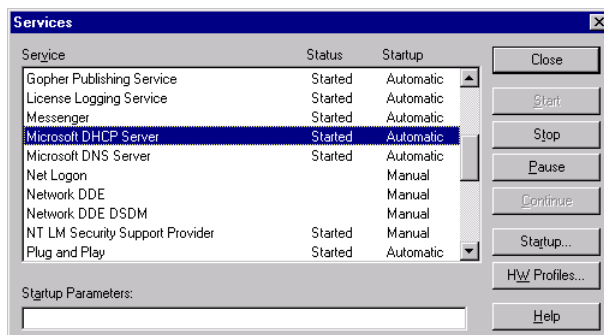 Services
Service Status Startup
Gopher Publishing Service Started Automatic
License Logging Service Started Automatic
Messenger Started Automatic
Microsoft DHCP Server Started Automatic
Microsoft DNS Server Started Automatic
Net Logon Manual
Network DDE Manual
Network DDE DSDM Manual
NT LM Security Support Provider Started Manual
Plug and Play Started Automatic
Startup Parameters:
Close
Start
Stop
Pause
Continue
Startup...
HW Profiles...
Help